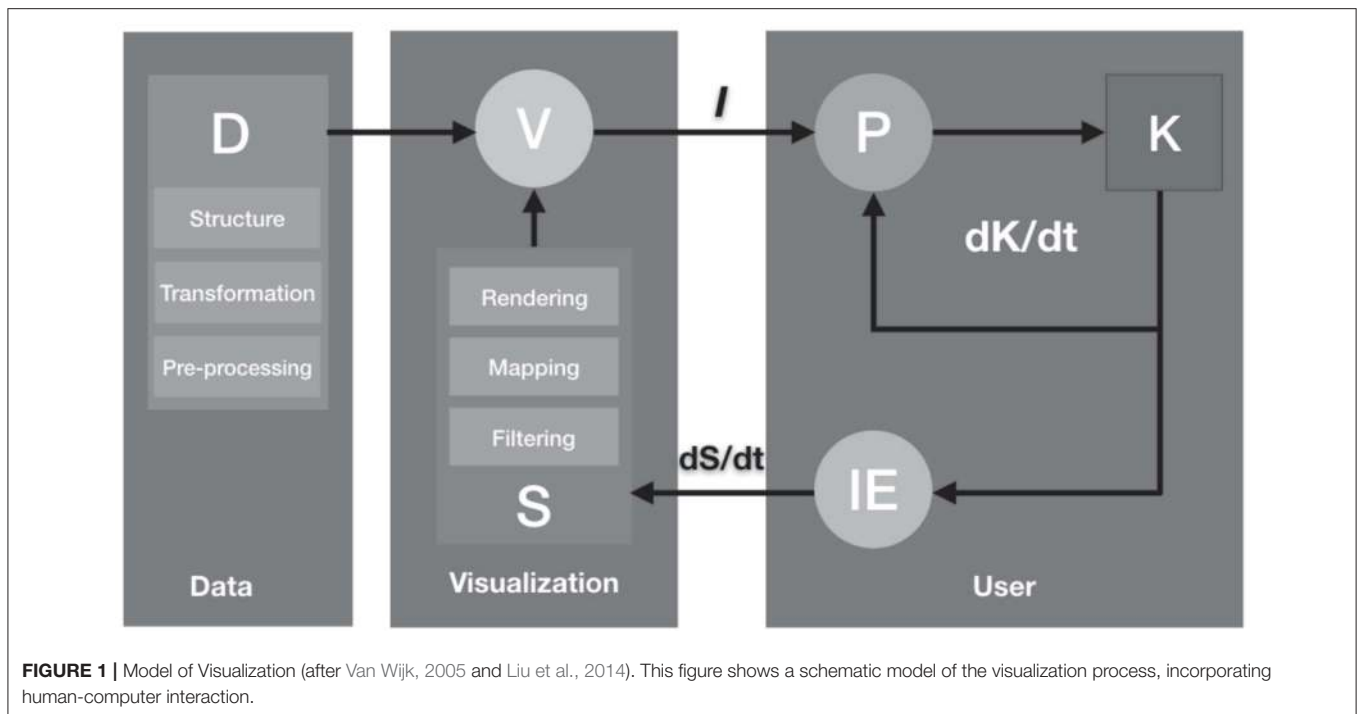 D
Structure
Transformation
Pre-processing
Data
V
Rendering
Mapping
Filtering
S
Visualization
I
dS/dt
P
K
dK/dt
IE
User
FIGURE 1 | Model of Visualization (after Van Wijk, 2005 and Liu et al., 2014). This figure shows a schematic model of the visualization process, incorporating
human-computer interaction.